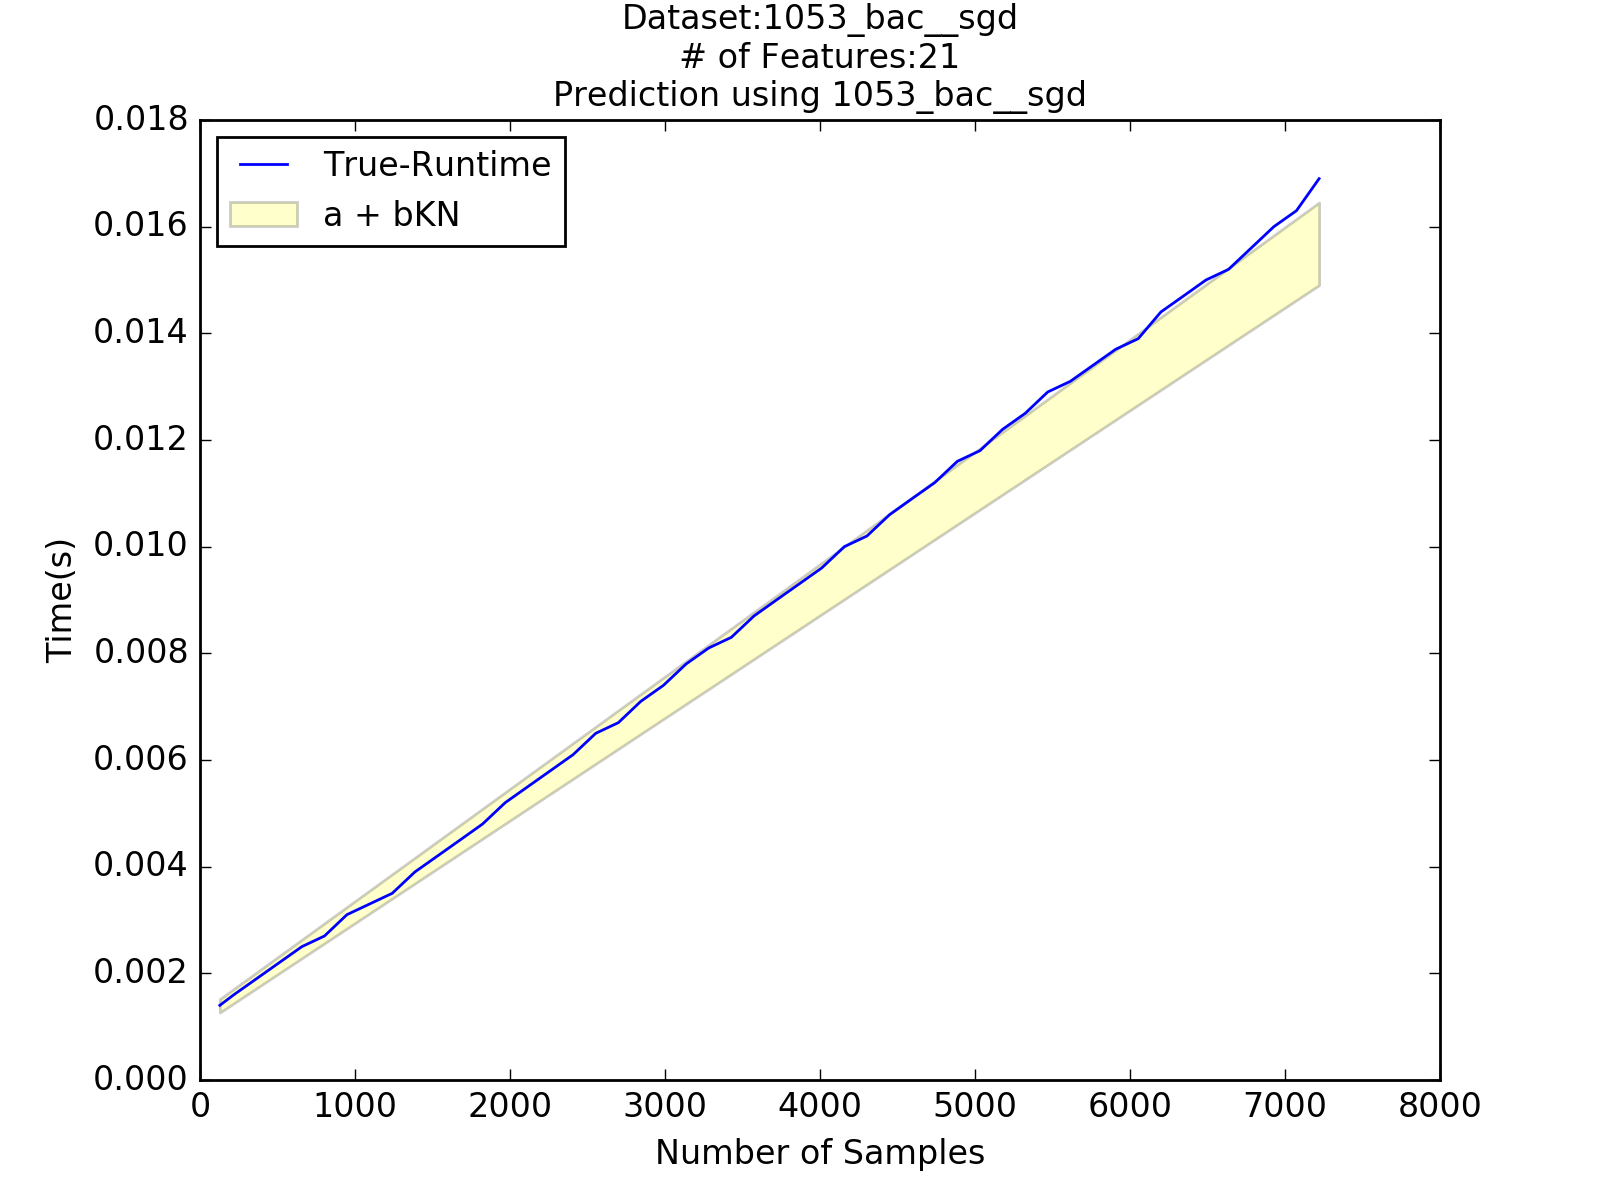 Dataset:1053_bac__sgd
# of Features:21
Prediction using 1053_bac__sgd
True-Runtime
a + bKN
0.018
0.016
0.014
0.012
0.010
0.008
0.006
0.004
0.002
0.000
Time(s)
0 1000 2000 3000 4000 5000 6000 7000 8000
Number of Samples